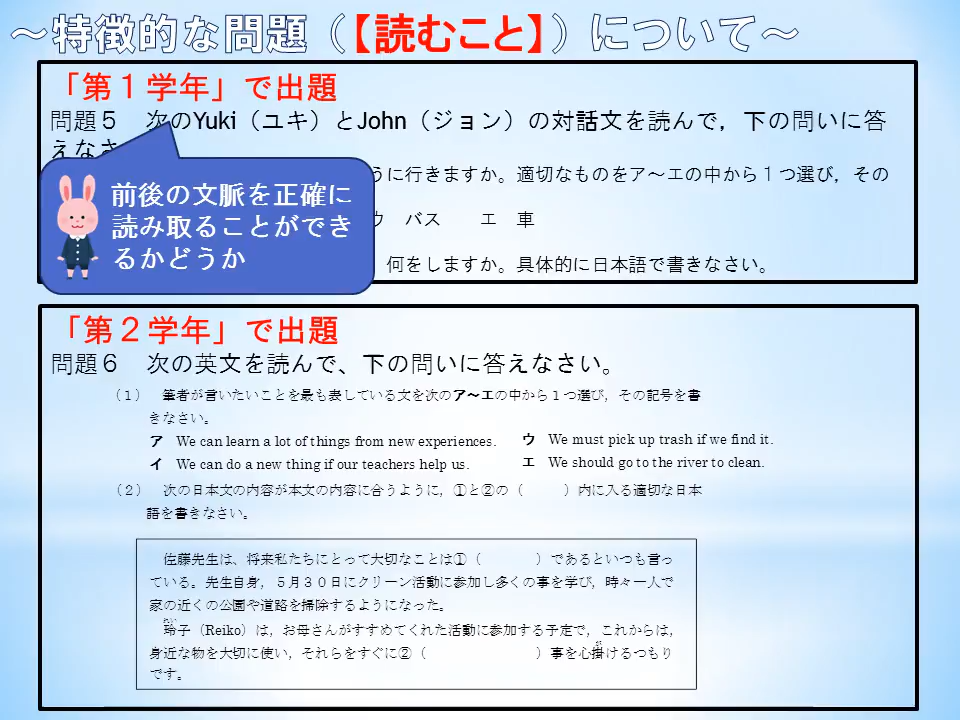 ～特徴的な問題（【読むこと】）について～
「第１学年」で出題
問題５　次のYuki（ユキ）とJohn（ジョン）の対話文を読んで，下の問いに答
えなさ
うに行きますか。適切なものをア～エの中から１つ選び，その
ウ　バス　　エ　車
何をしますか。具体的に日本語で書きなさい。
前後の文脈を正確に
読み取ることができ
るかどうか
「第２学年」で出題
問題６　次の英文を読んで、下の問いに答えなさい。
（１）　筆者が言いたいことを最も表している文を次のア～エの中から１つ選び，その記号を書
きなさい。
ア　We can learn a lot of things from new experiences.　ウ　We must pick up trash if we find it.
イ　We can do a new thing if our teachers help us.　エ　We should go to the river to clean.
（２）　次の日本文の内容が本文の内容に合うように，①と②の（　　　）内に入る適切な日本
語を書きなさい。
佐藤先生は、将来私たちにとって大切なことは①（　　　　）であるといつも言っ
ている。先生自身，５月３０日にクリーン活動に参加し多くの事を学び，時々一人で
家の近くの公園や道路を掃除するようになった。
玲子（Reiko）は，お母さんがすすめてくれた活動に参加する予定で，これからは，
身近な物を大切に使い，それらをすぐに②（　　　　　　　　）事を心掛けるつもり
です。